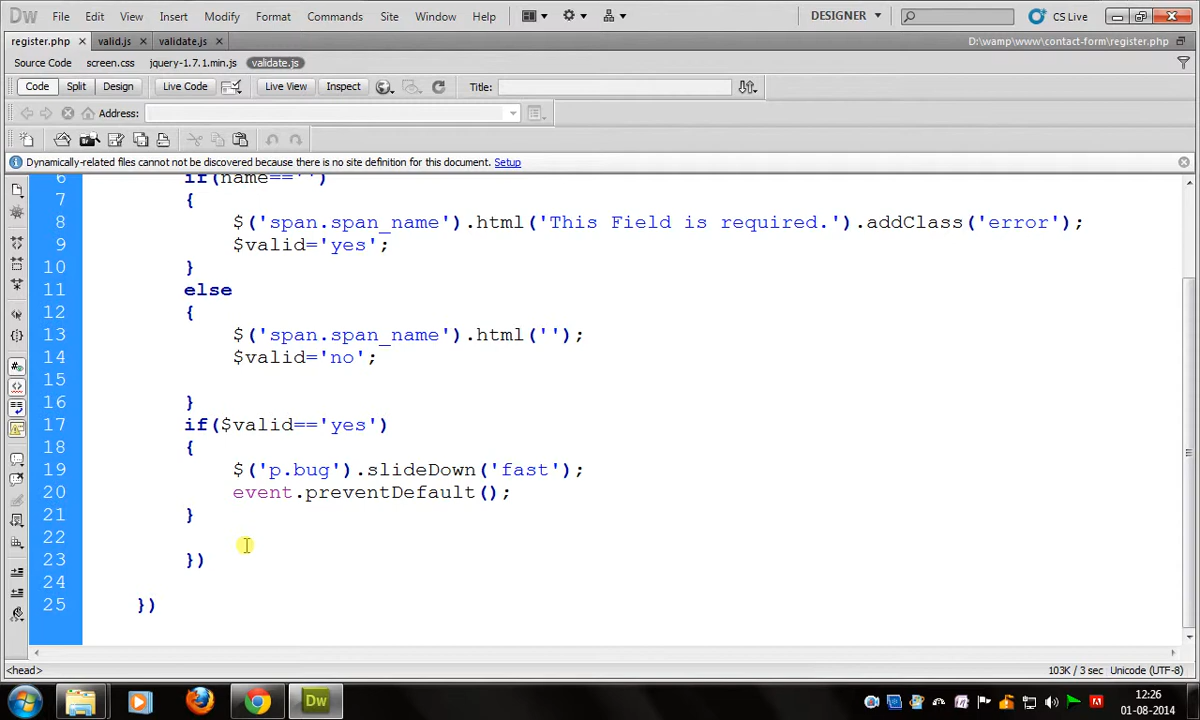 Dw File Edit View Insert Modify Format Commands Site Window Help DESIGNER CS Live
register.php valid.js validate.js D:\wamp\www\contact-form\register.php
Source Code screen.css jquery-1.7.1.min.js validate.js
Code Split Design Live Code Live View Inspect Title:
Address:
Dynamically-related files cannot not be discovered because there is no site definition for this document. Setup
6 if(name=='')
7 {
8 $('span.span_name').html('This Field is required.').addClass('error');
9 $valid='yes';
10 }
11 else
12 {
13 $('span.span_name').html('');
14 $valid='no';
15
16 }
17 if($valid=='yes')
18 {
19 $('p.bug').slideDown('fast');
20 event.preventDefault();
21 }
22
23 })
24
25 })
<head> 103K / 3 sec Unicode (UTF-8)
Dw 12:26
01-08-2014